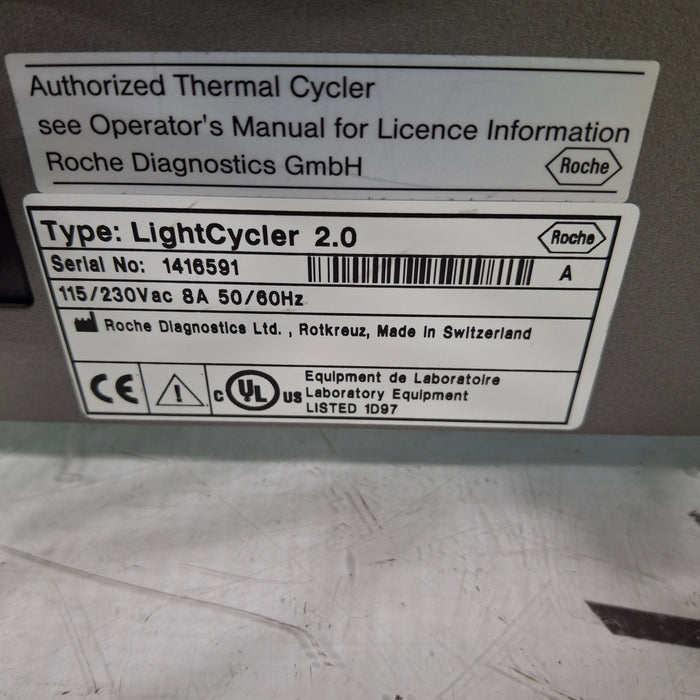 Authorized Thermal Cycler
see Operator's Manual for Licence Information
Roche Diagnostics GmbH
Roche
Type: LightCycler 2.0
Roche
Serial No: 1416591
A
115/230Vac 8A 50/60Hz
Roche Diagnostics Ltd. , Rotkreuz, Made in Switzerland
CE
C UL US
Equipment de Laboratoire
Laboratory Equipment
LISTED 1D97